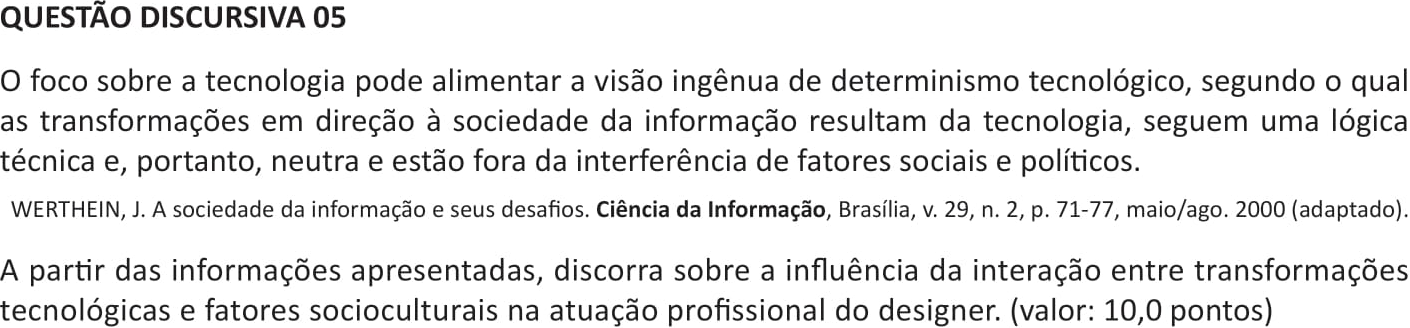 QUESTÃO DISCURSIVA 05
O foco sobre a tecnologia pode alimentar a visão ingênua de determinismo tecnológico, segundo o qual
as transformações em direção à sociedade da informação resultam da tecnologia, seguem uma lógica
técnica e, portanto, neutra e estão fora da interferência de fatores sociais e políticos.
WERTHEIN, J. A sociedade da informação e seus desafios. Ciência da Informação, Brasília, v. 29, n. 2, p. 71-77, maio/ago. 2000 (adaptado).
A partir das informações apresentadas, discorra sobre a influência da interação entre transformações
tecnológicas e fatores socioculturais na atuação profissional do designer. (valor: 10,0 pontos)